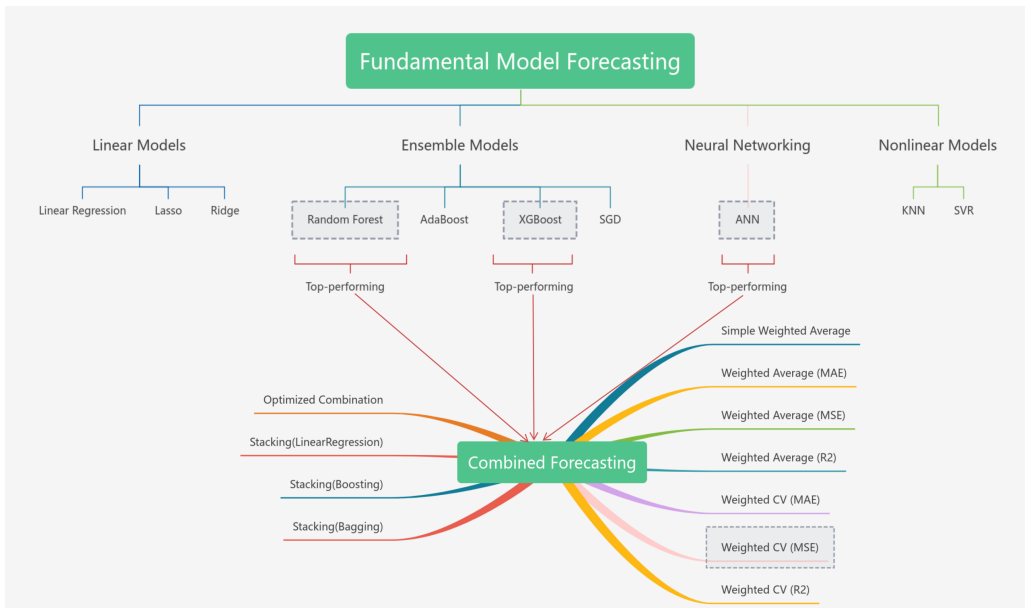 Fundamental Model Forecasting
Linear Models
Ensemble Models
Neural Networking
Nonlinear Models
Linear Regression
Lasso
Ridge
Random Forest
AdaBoost
XGBoost
SGD
ANN
KNN
SVR
Top-performing
Top-performing
Top-performing
Simple Weighted Average
Weighted Average (MAE)
Optimized Combination
Weighted Average (MSE)
Stacking(LinearRegression)
Combined Forecasting
Weighted Average (R2)
Stacking(Boosting)
Weighted CV (MAE)
Stacking(Bagging)
Weighted CV (MSE)
Weighted CV (R2)